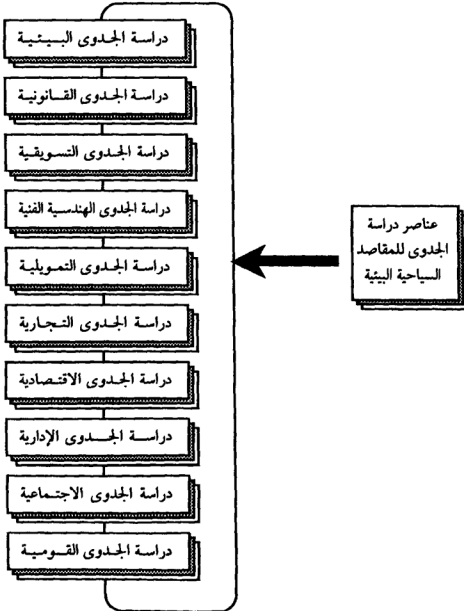 عناصر دراسة
الجدوى للمقاصد
السياحية البيئية
دراسة الجدوى البيئية
دراسة الجدوى القانونية
دراسة الجدوى التسويقية
دراسة الجدوى الهندسية الفنية
دراسة الجدوى التمويلية
دراسة الجدوى التجارية
دراسة الجدوى الاقتصادية
دراسة الجدوى الإدارية
دراسة الجدوى الاجتماعية
دراسة الجدوى القومية